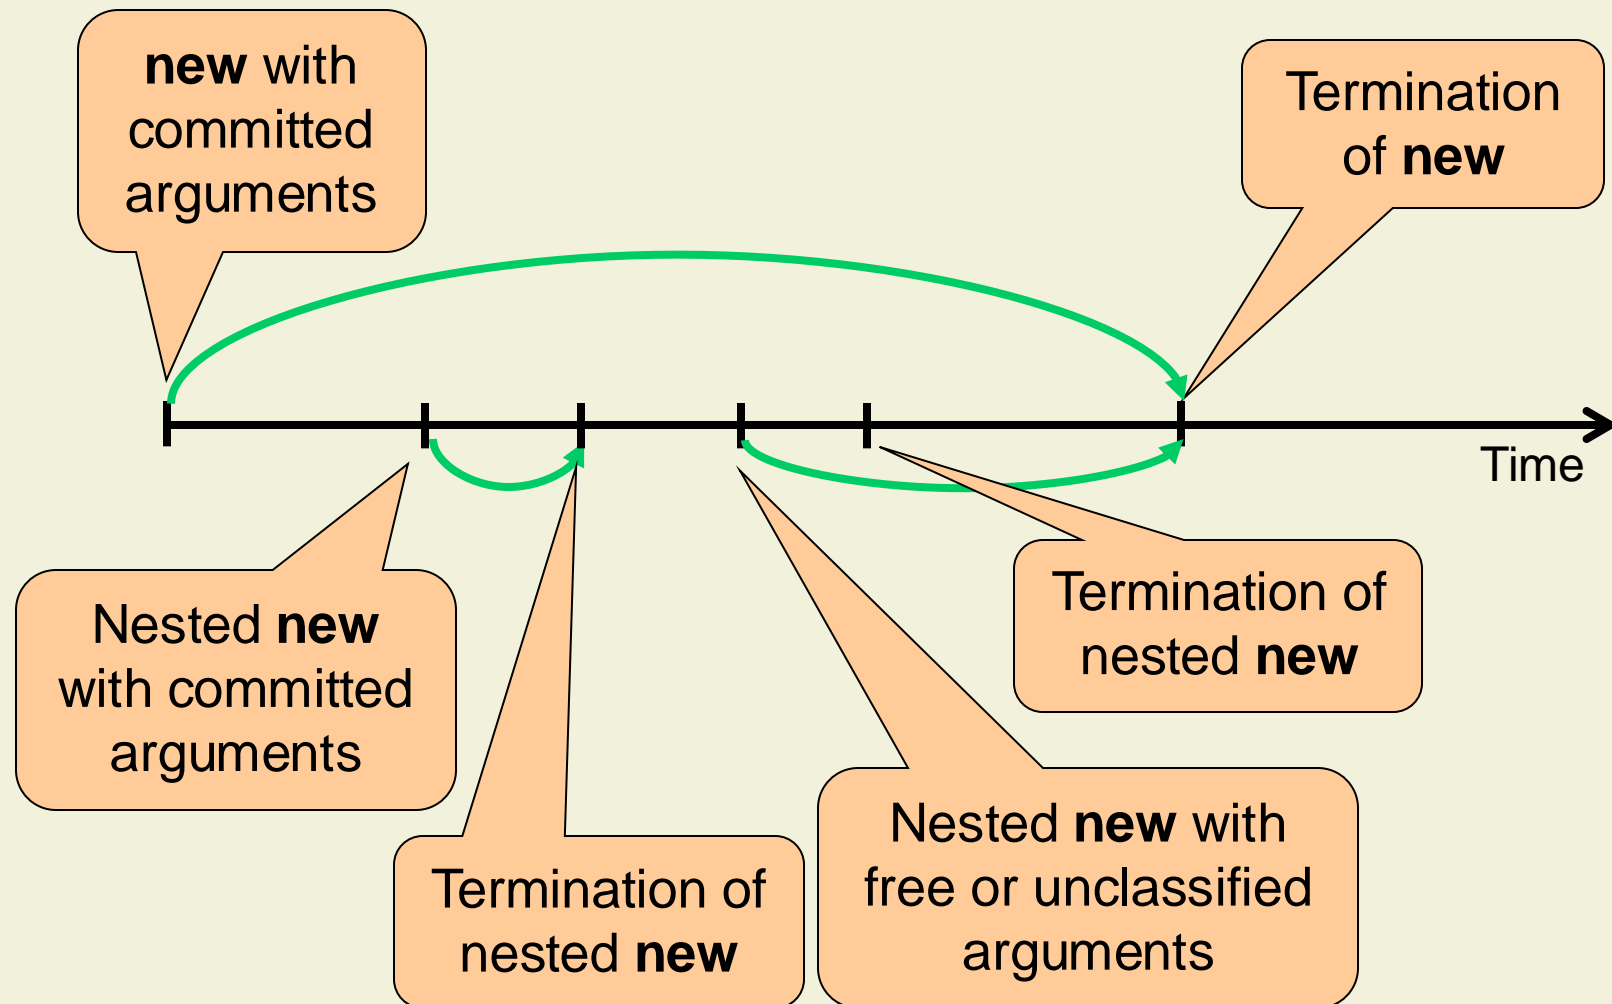 new with
committed
arguments
Termination
of new
Time
Nested new
with committed
arguments
Termination of
nested new
Termination of
nested new
Nested new with
free or unclassified
arguments